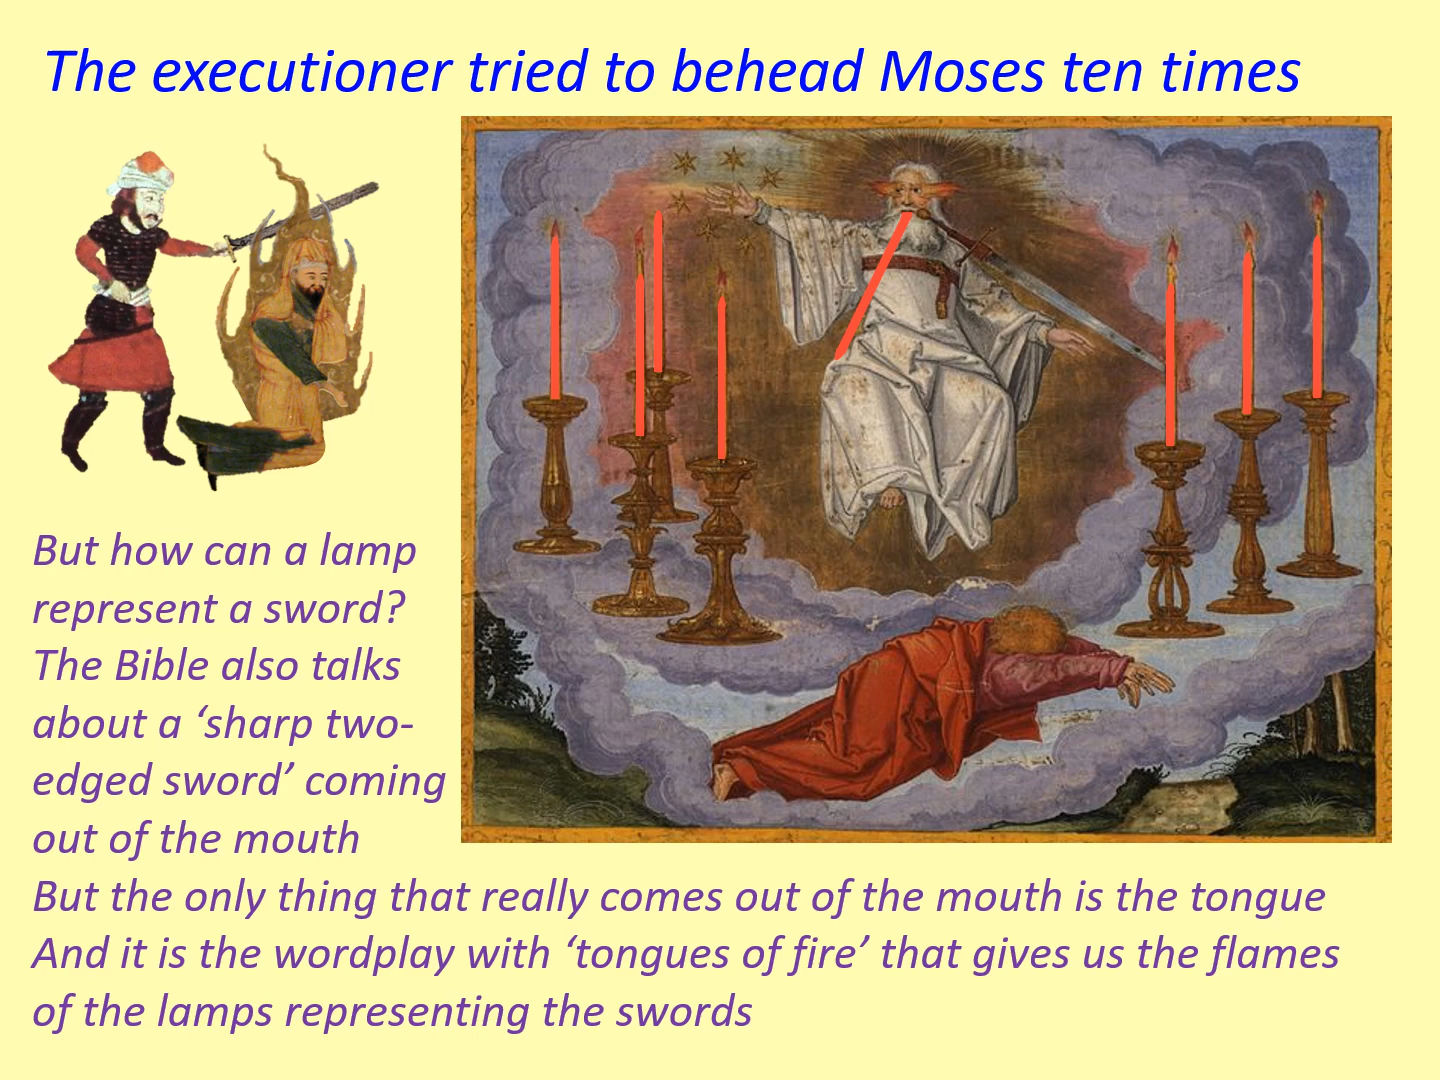 The executioner tried to behead Moses ten times
But how can a lamp
represent a sword?
The Bible also talks
about a ‘sharp two-
edged sword’ coming
out of the mouth
But the only thing that really comes out of the mouth is the tongue
And it is the wordplay with ‘tongues of fire’ that gives us the flames
of the lamps representing the swords